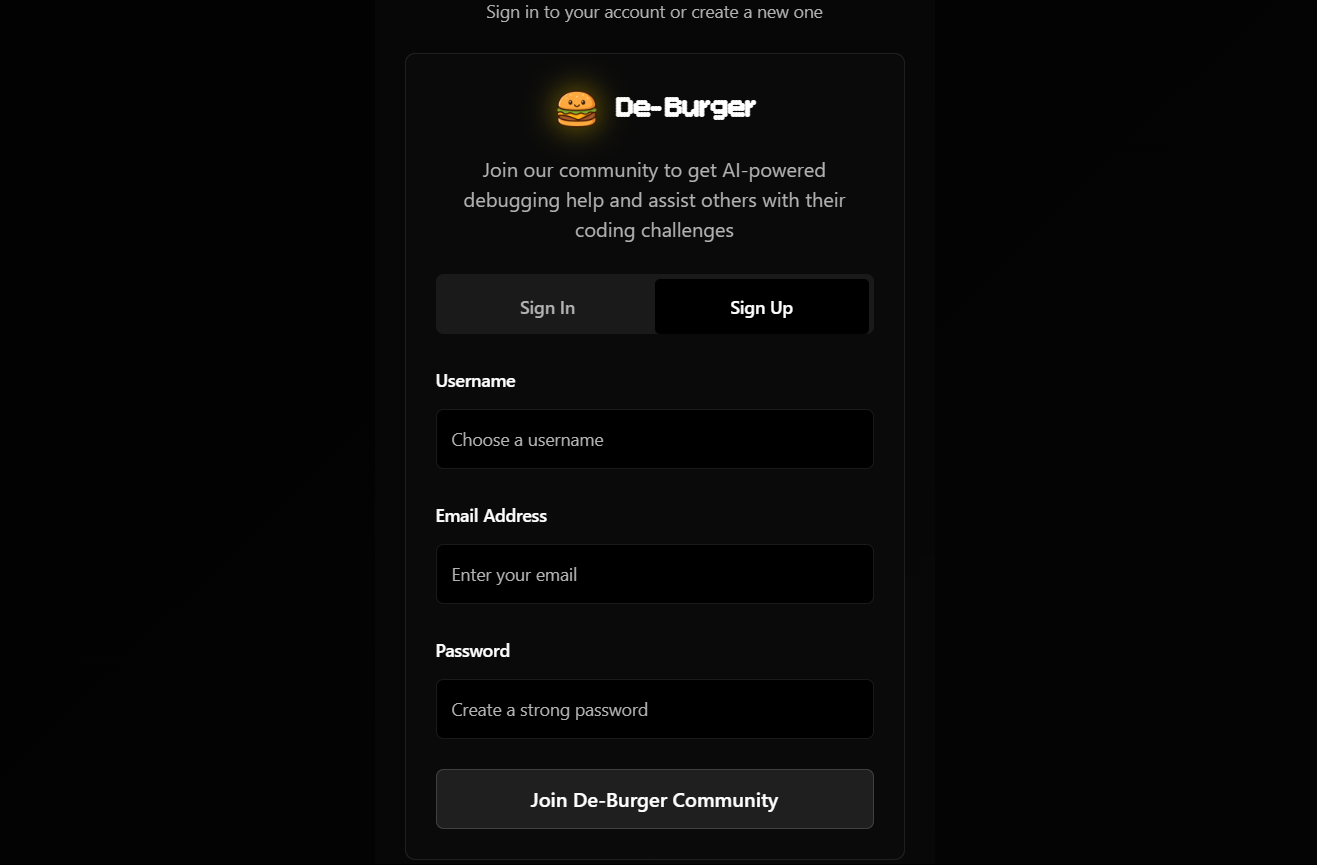 Sign in to your account or create a new one
De-Burger
Join our community to get AI-powered
debugging help and assist others with their
coding challenges
Sign In
Sign Up
Username
Choose a username
Email Address
Enter your email
Password
Create a strong password
Join De-Burger Community